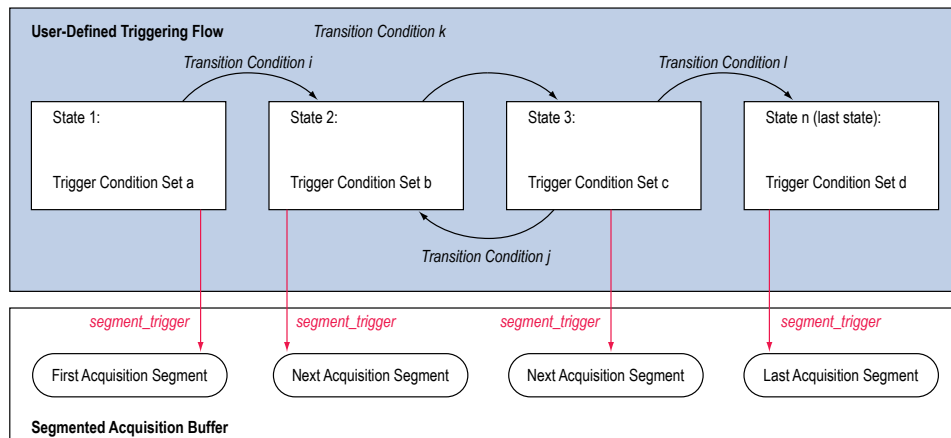 User-Defined Triggering Flow
Transition Condition k
Transition Condition i
Transition Condition l
State 1:
Trigger Condition Set a
State 2:
Trigger Condition Set b
State 3:
Trigger Condition Set c
State n (last state):
Trigger Condition Set d
Transition Condition j
segment_trigger
segment_trigger
segment_trigger
segment_trigger
First Acquisition Segment
Next Acquisition Segment
Next Acquisition Segment
Last Acquisition Segment
Segmented Acquisition Buffer